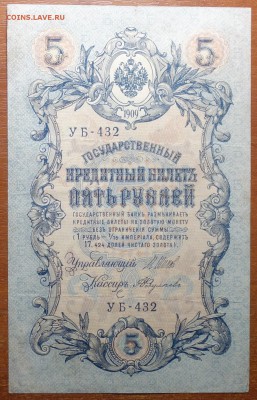 COINS.LAVE.RU
5 5
1909
УБ-432
ГОСУДАРСТВЕННЫЙ
КРЕДИТНЫЙ БИЛЕТЪ
ПЯТЬ РУБЛЕЙ
ГОСУДАРСТВЕННЫЙ БАНКЪ РАЗМѢНИВАЕТЪ
КРЕДИТНЫЕ БИЛЕТЫ НА ЗОЛОТУЮ МОНЕТУ
БЕЗЪ ОГРАНИЧЕНІЯ СУММЫ
(1 РУБЛЬ = 1/15 ИМПЕРІАЛА, СОДЕРЖИТЪ
17,424 ДОЛЕЙ ЧИСТАГО ЗОЛОТА).
Управляющій
Кассиръ
УБ-432
5